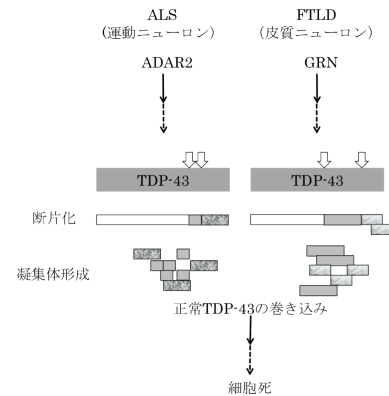 ALS
(運動ニューロン)
FTLD
(皮質ニューロン)
ADAR2
GRN
TDP-43
TDP-43
断片化
凝集体形成
正常TDP-43の巻き込み
細胞死